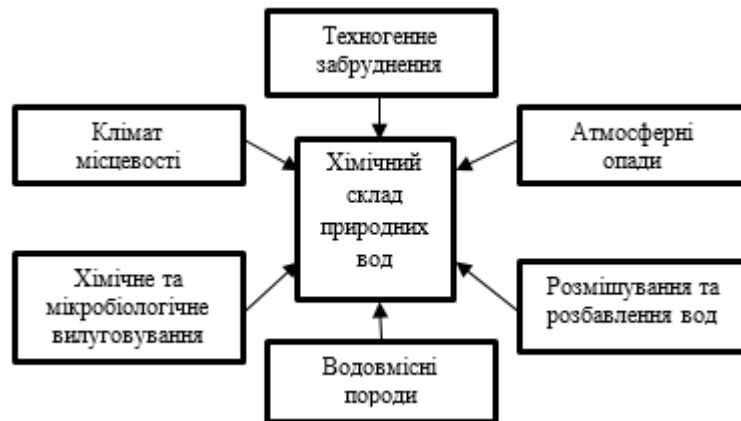 Техногенне
забруднення
Клімат
місцевості
Хімічний
склад
природних
вод
Атмосферні
опади
Хімічне та
мікробіологічне
вилуговування
Розмішування та
розбавлення вод
Водовмісні
породи